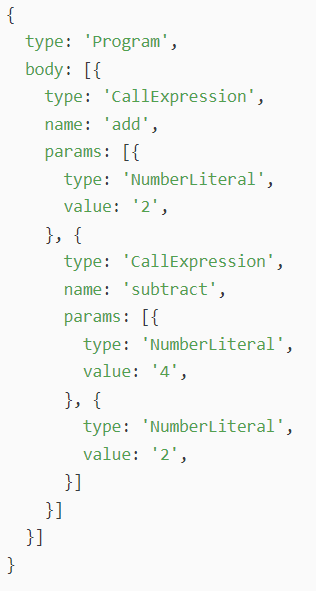 {
  type: 'Program',
  body: [{
    type: 'CallExpression',
    name: 'add',
    params: [{
      type: 'NumberLiteral',
      value: '2',
    }, {
      type: 'CallExpression',
      name: 'subtract',
      params: [{
        type: 'NumberLiteral',
        value: '4',
      }, {
        type: 'NumberLiteral',
        value: '2',
      }]
    }]
  }]
}